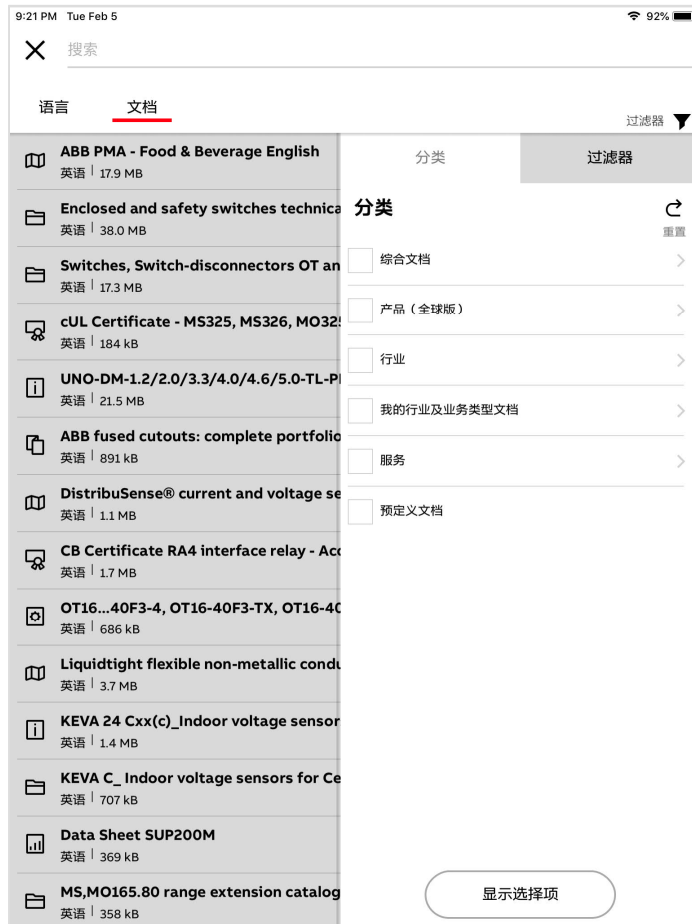 9:21 PM Tue Feb 5 92%
搜索
语言 文档
过滤器
ABB PMA - Food & Beverage English
英语 | 17.9 MB
Enclosed and safety switches technica
英语 | 38.0 MB
Switches, Switch-disconnectors OT an
英语 | 17.3 MB
cUL Certificate - MS325, MS326, MO325
英语 | 184 kB
UNO-DM-1.2/2.0/3.3/4.0/4.6/5.0-TL-Pl
英语 | 21.5 MB
ABB fused cutouts: complete portfolio
英语 | 891 kB
DistribuSense® current and voltage se
英语 | 1.1 MB
CB Certificate RA4 interface relay - Acc
英语 | 1.7 MB
OT16...40F3-4, OT16-40F3-TX, OT16-40
英语 | 686 kB
Liquidtight flexible non-metallic condu
英语 | 3.7 MB
KEVA 24 Cxx(c)_Indoor voltage sensor
英语 | 1.4 MB
KEVA C_ Indoor voltage sensors for Ce
英语 | 707 kB
Data Sheet SUP200M
英语 | 369 kB
MS,MO165.80 range extension catalog
英语 | 358 kB
分类 过滤器
分类
重置
综合文档
产品（全球版）
行业
我的行业及业务类型文档
服务
预定义文档
显示选择项